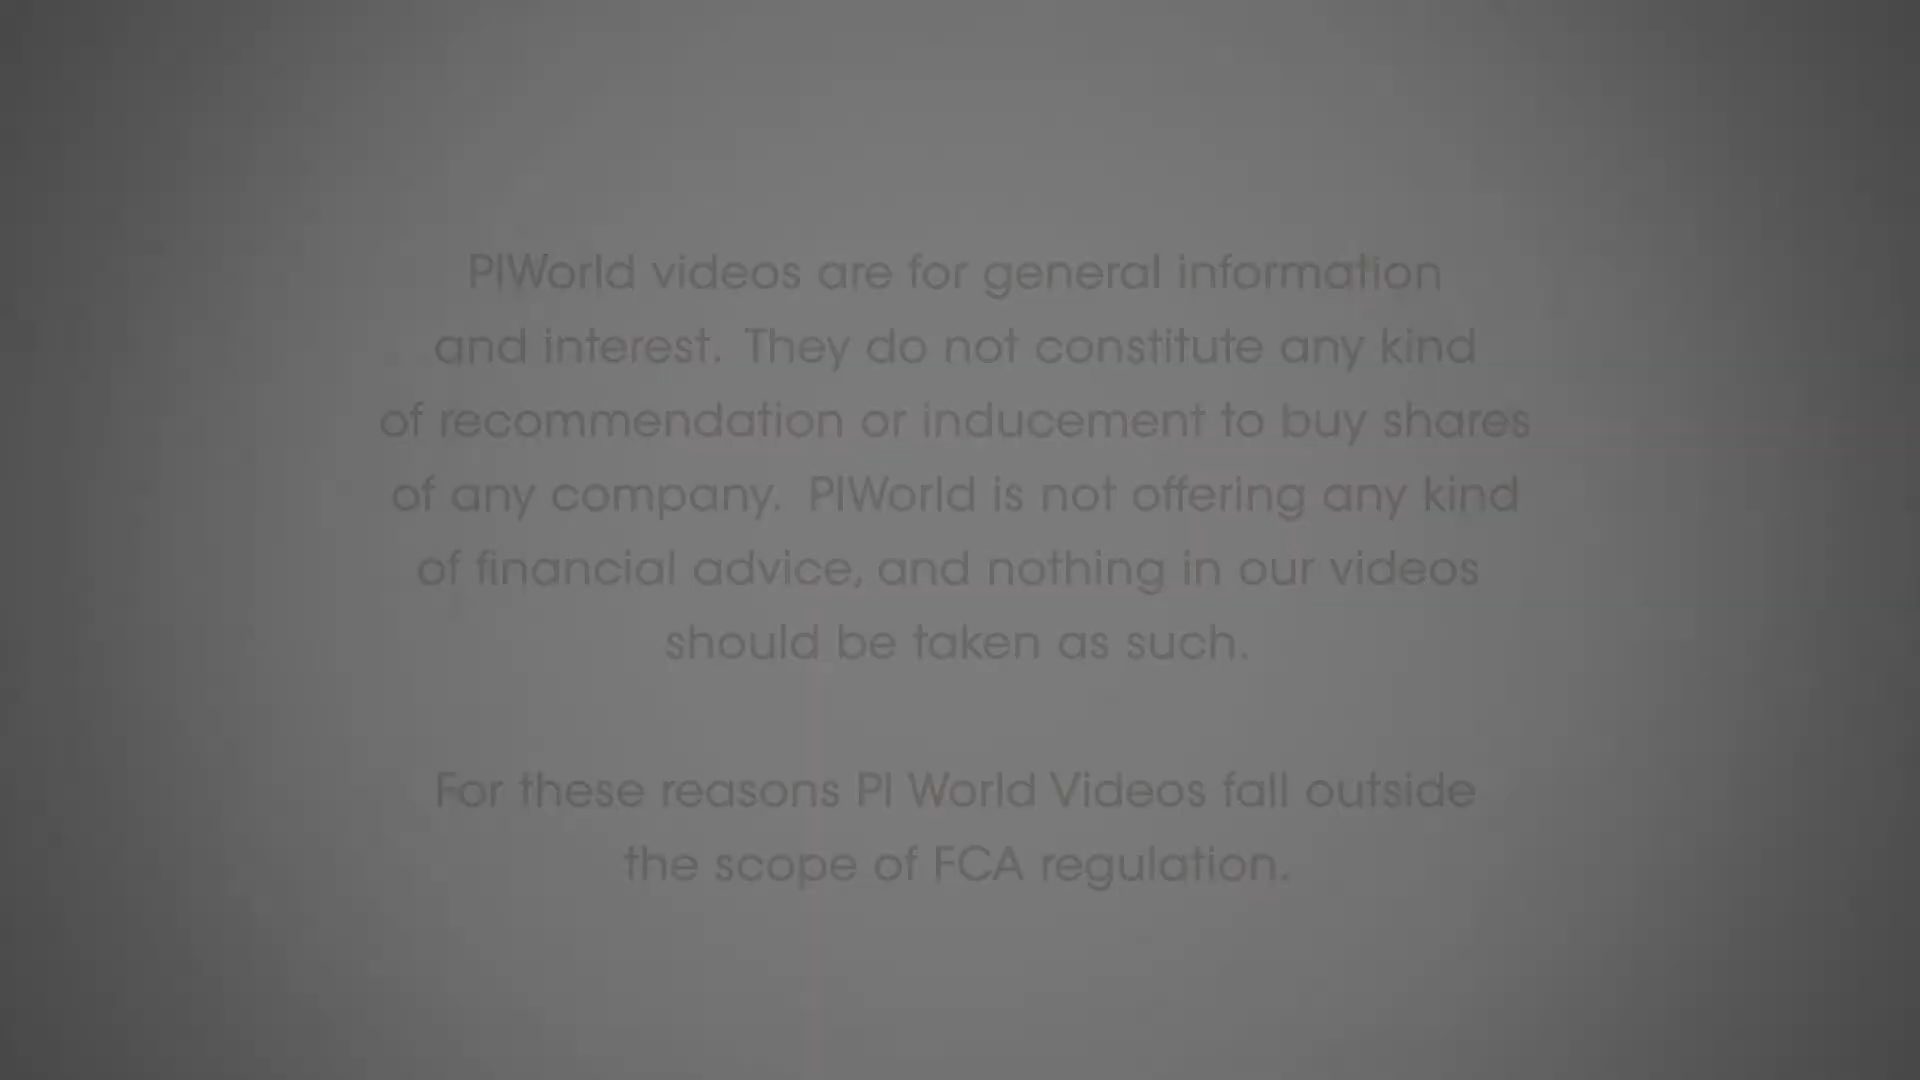 PIWorld videos are for general information
and interest. They do not constitute any kind
of recommendation or inducement to buy shares
of any company. PIWorld is not offering any kind
of financial advice, and nothing in our videos
should be taken as such.
For these reasons PI World Videos fall outside
the scope of FCA regulation.